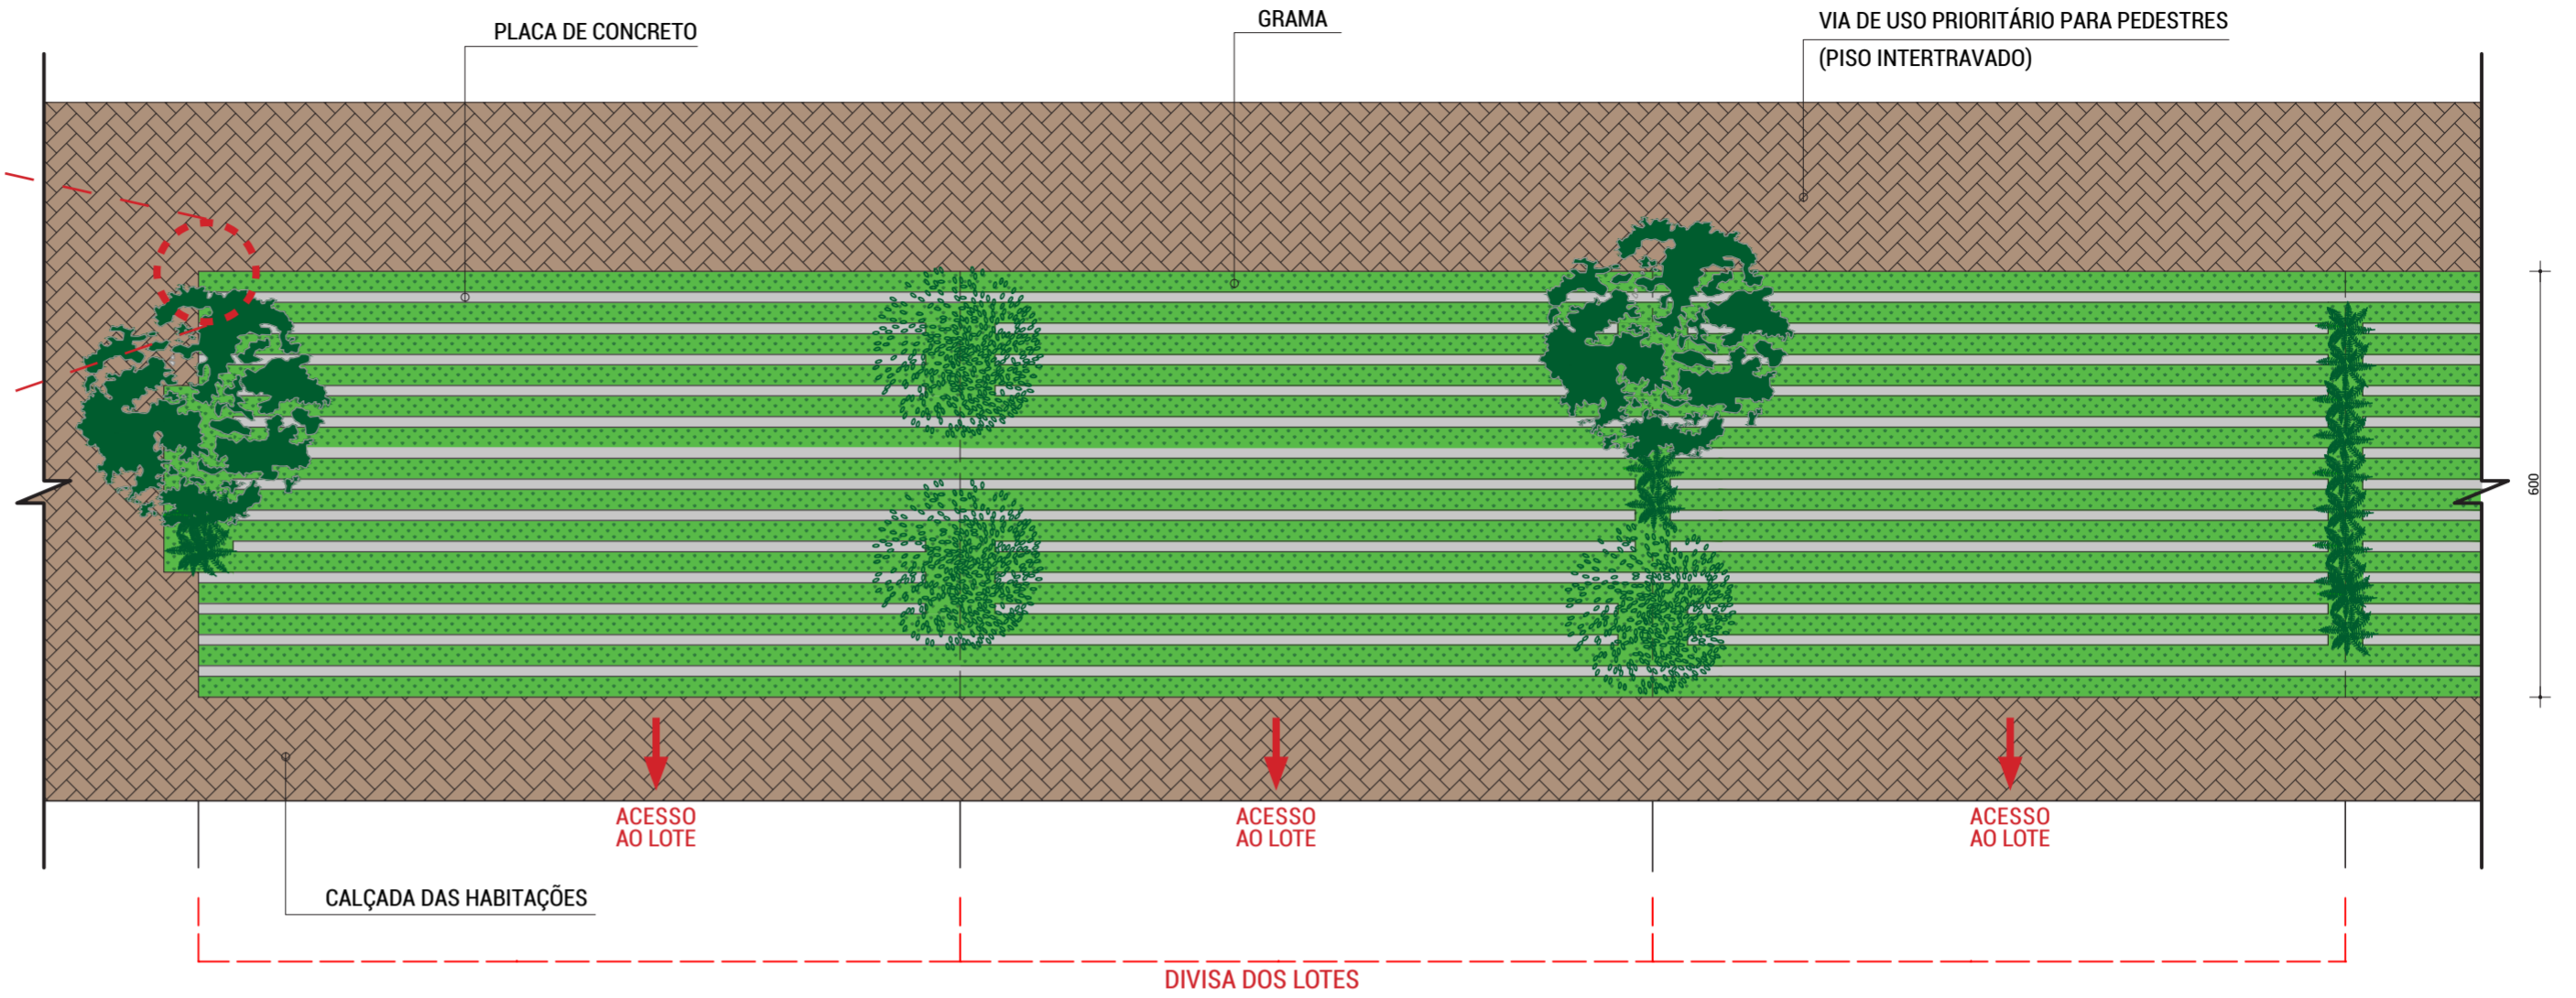 GRAMA
VIA DE USO PRIORITÁRIO PARA PEDESTRES
PLACA DE CONCRETO
(PISO INTERTRAVADO)
600
ACESSO
AO LOTE
ACESSO
AO LOTE
ACESSO
AO LOTE
CALÇADA DAS HABITAÇÕES
DIVISA DOS LOTES